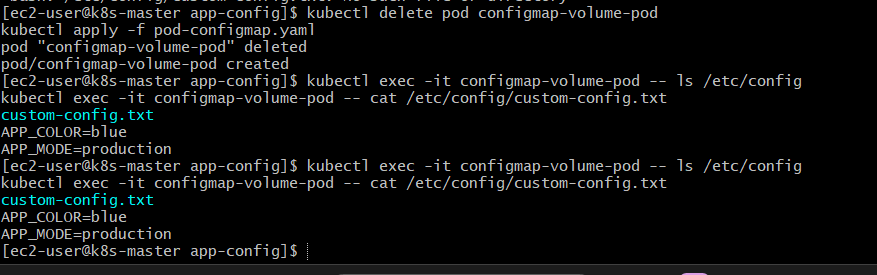 [ec2-user@k8s-master app-config]$ kubectl delete pod configmap-volume-pod
kubectl apply -f pod-configmap.yaml
pod "configmap-volume-pod" deleted
pod/configmap-volume-pod created
[ec2-user@k8s-master app-config]$ kubectl exec -it configmap-volume-pod -- ls /etc/config
kubectl exec -it configmap-volume-pod -- cat /etc/config/custom-config.txt
custom-config.txt
APP_COLOR=blue
APP_MODE=production
[ec2-user@k8s-master app-config]$ kubectl exec -it configmap-volume-pod -- ls /etc/config
kubectl exec -it configmap-volume-pod -- cat /etc/config/custom-config.txt
custom-config.txt
APP_COLOR=blue
APP_MODE=production
[ec2-user@k8s-master app-config]$